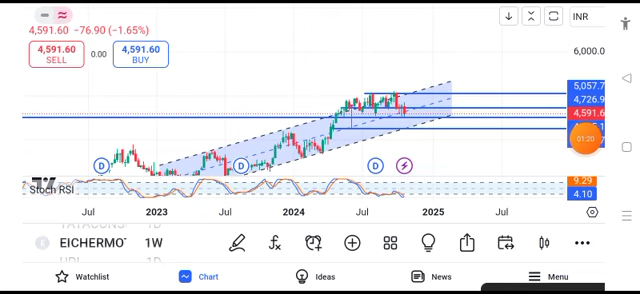 4,591.60 −76.90 (−1.65%)
INR
4,591.60
SELL
0.00
4,591.60
BUY
6,000.0
5,057.7
4,726.9
4,591.6
01:20
D
D
D
Stoch RSI
9.29
4.10
Jul
2023
Jul
2024
Jul
2025
Jul
E
EICHERMO
1W
Watchlist
Chart
Ideas
News
Menu